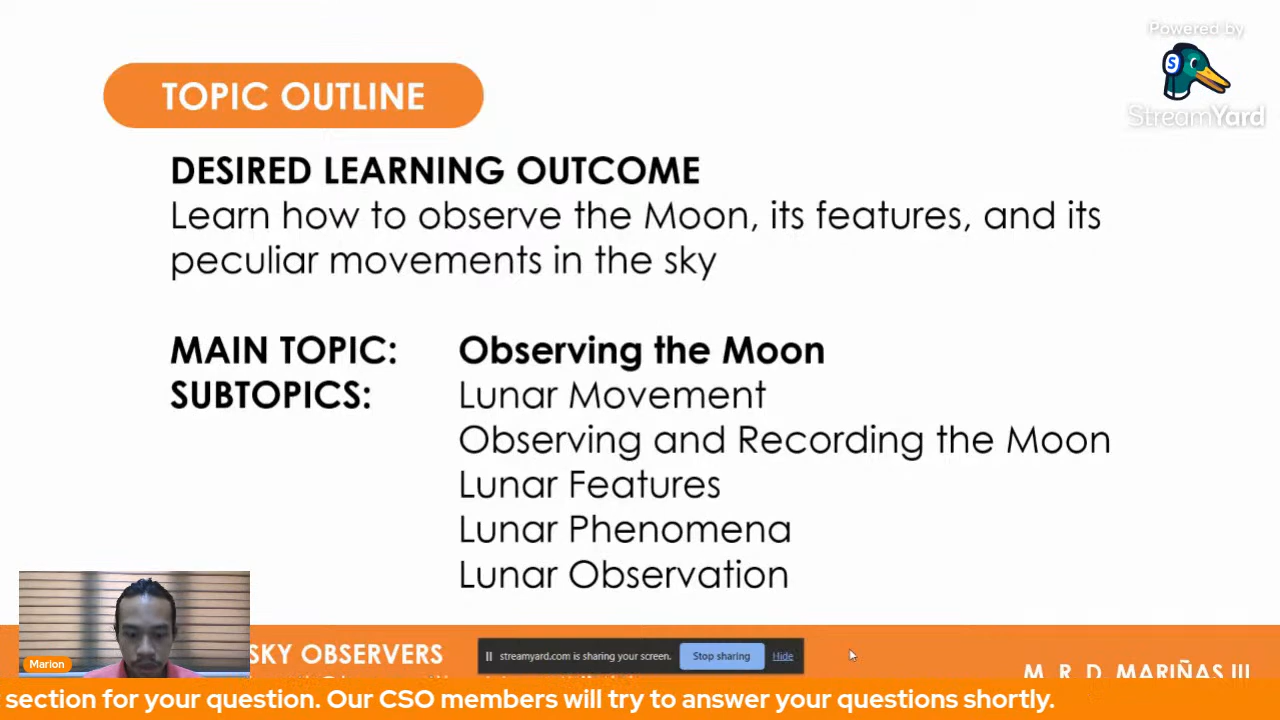 Powered by
S
StreamYard
TOPIC OUTLINE
DESIRED LEARNING OUTCOME
Learn how to observe the Moon, its features, and its
peculiar movements in the sky
MAIN TOPIC: Observing the Moon
SUBTOPICS: Lunar Movement
Observing and Recording the Moon
Lunar Features
Lunar Phenomena
Lunar Observation
Marion
SKY OBSERVERS
streamyard.com is sharing your screen. Stop sharing Hide
M. R. D. MARIÑAS III
section for your question. Our CSO members will try to answer your questions shortly.